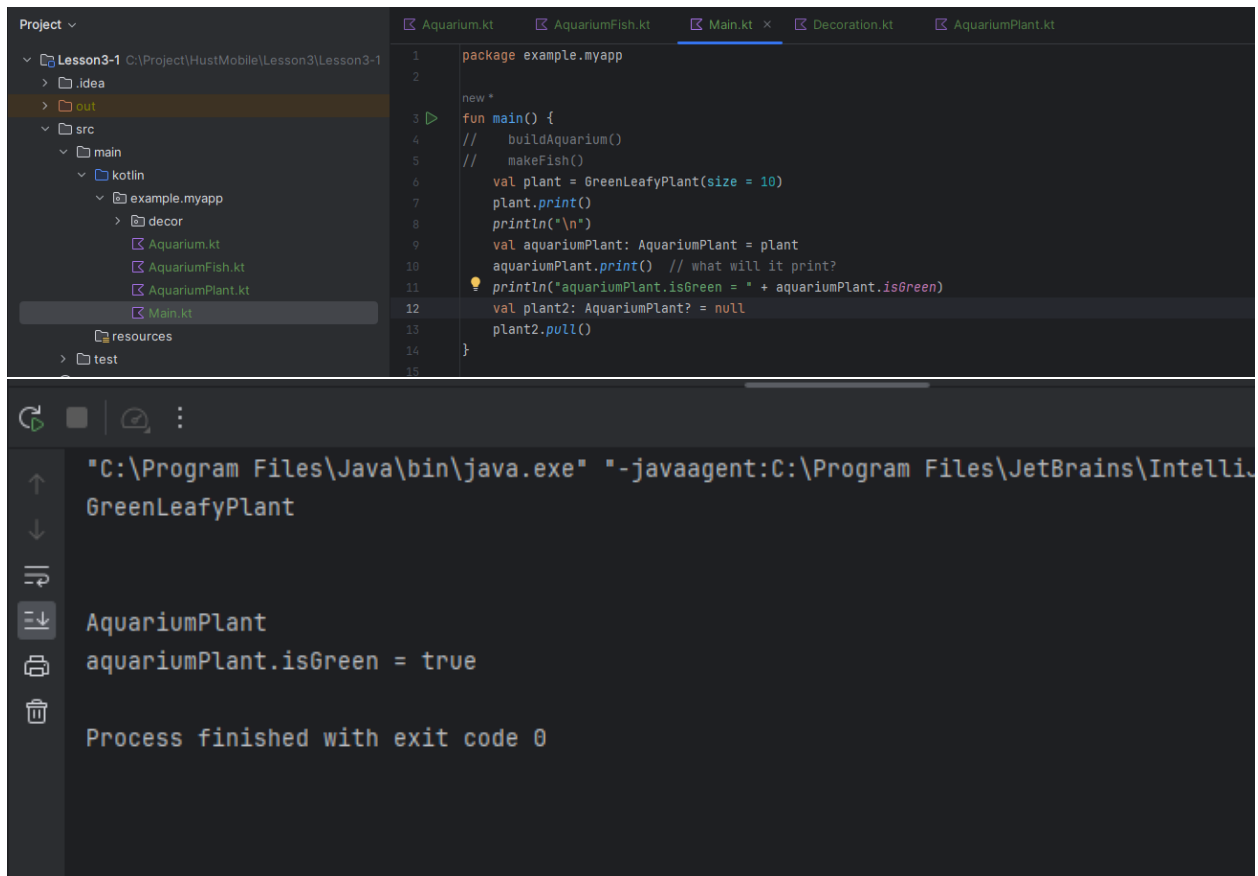 Project
Lesson3-1 C:\Project\HustMobile\Lesson3\Lesson3-1
.idea
out
src
main
kotlin
example.myapp
decor
Aquarium.kt
AquariumFish.kt
AquariumPlant.kt
Main.kt
resources
test
Aquarium.kt AquariumFish.kt Main.kt × Decoration.kt AquariumPlant.kt
1 package example.myapp
2
new *
3 fun main() {
4 //    buildAquarium()
5 //    makeFish()
6     val plant = GreenLeafyPlant(size = 10)
7     plant.print()
8     println("\n")
9     val aquariumPlant: AquariumPlant = plant
10     aquariumPlant.print()  // what will it print?
11     println("aquariumPlant.isGreen = " + aquariumPlant.isGreen)
12     val plant2: AquariumPlant? = null
13     plant2.pull()
14 }
15
"C:\Program Files\Java\bin\java.exe" "-javaagent:C:\Program Files\JetBrains\IntelliJ
GreenLeafyPlant
AquariumPlant
aquariumPlant.isGreen = true
Process finished with exit code 0